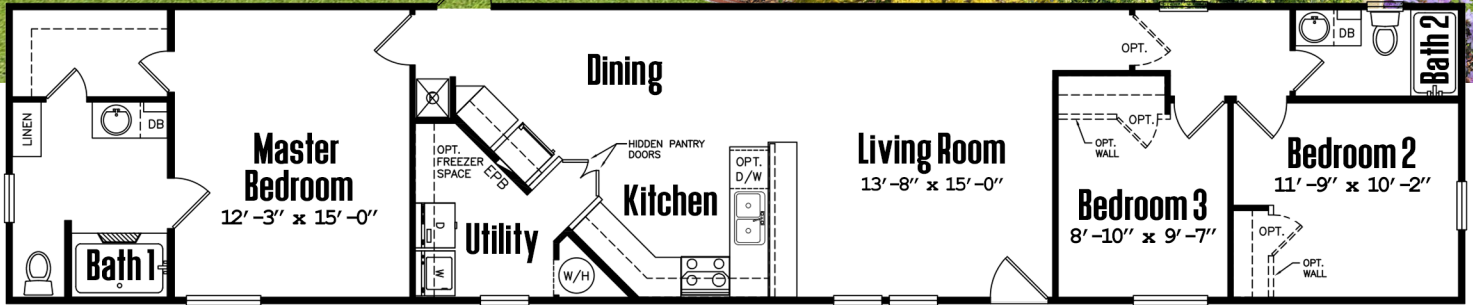 LINEN
DB
Bath 1
Master
Bedroom
12'-3" x 15'-0"
Dining
OPT.
FREEZER
SPACE
EPB
D
W
Utility
W/H
HIDDEN PANTRY
DOORS
Kitchen
OPT.
D/W
Living Room
13'-8" x 15'-0"
OPT.
OPT.
OPT.
WALL
Bedroom 3
8'-10" x 9'-7"
DB
Bath 2
Bedroom 2
11'-9" x 10'-2"
OPT.
OPT.
WALL